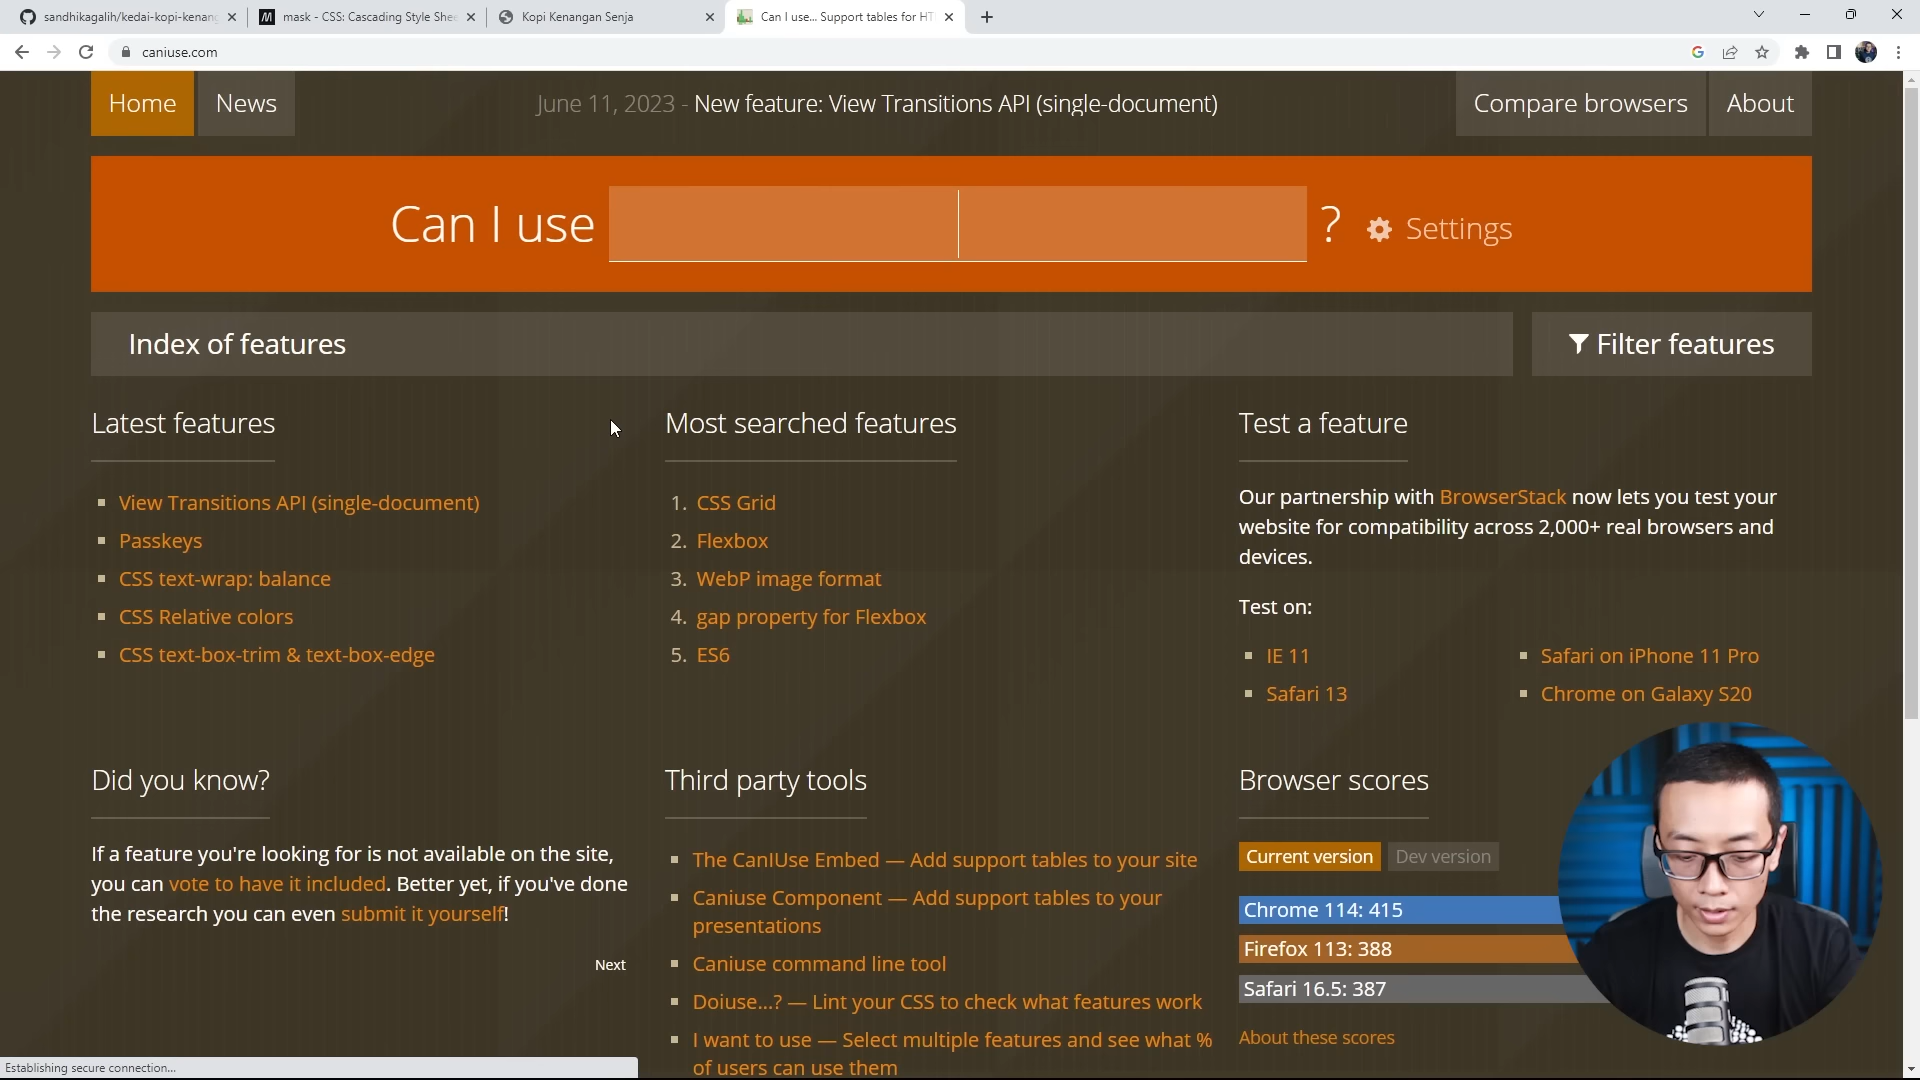 sandhikagalih/kedai-kopi-kenang
mask - CSS: Cascading Style Shee
Kopi Kenangan Senja
Can I use... Support tables for HT
caniuse.com
Home
News
June 11, 2023 - New feature: View Transitions API (single-document)
Compare browsers
About
Can I use
?
Settings
Index of features
Filter features
Latest features
View Transitions API (single-document)
Passkeys
CSS text-wrap: balance
CSS Relative colors
CSS text-box-trim & text-box-edge
Most searched features
1. CSS Grid
2. Flexbox
3. WebP image format
4. gap property for Flexbox
5. ES6
Test a feature
Our partnership with BrowserStack now lets you test your
website for compatibility across 2,000+ real browsers and
devices.
Test on:
IE 11
Safari 13
Safari on iPhone 11 Pro
Chrome on Galaxy S20
Did you know?
If a feature you're looking for is not available on the site,
you can vote to have it included. Better yet, if you've done
the research you can even submit it yourself!
Next
Third party tools
The CanIUse Embed — Add support tables to your site
Caniuse Component — Add support tables to your
presentations
Caniuse command line tool
Doiuse...? — Lint your CSS to check what features work
I want to use — Select multiple features and see what %
of users can use them
Browser scores
Current version
Dev version
Chrome 114: 415
Firefox 113: 388
Safari 16.5: 387
About these scores
Establishing secure connection...